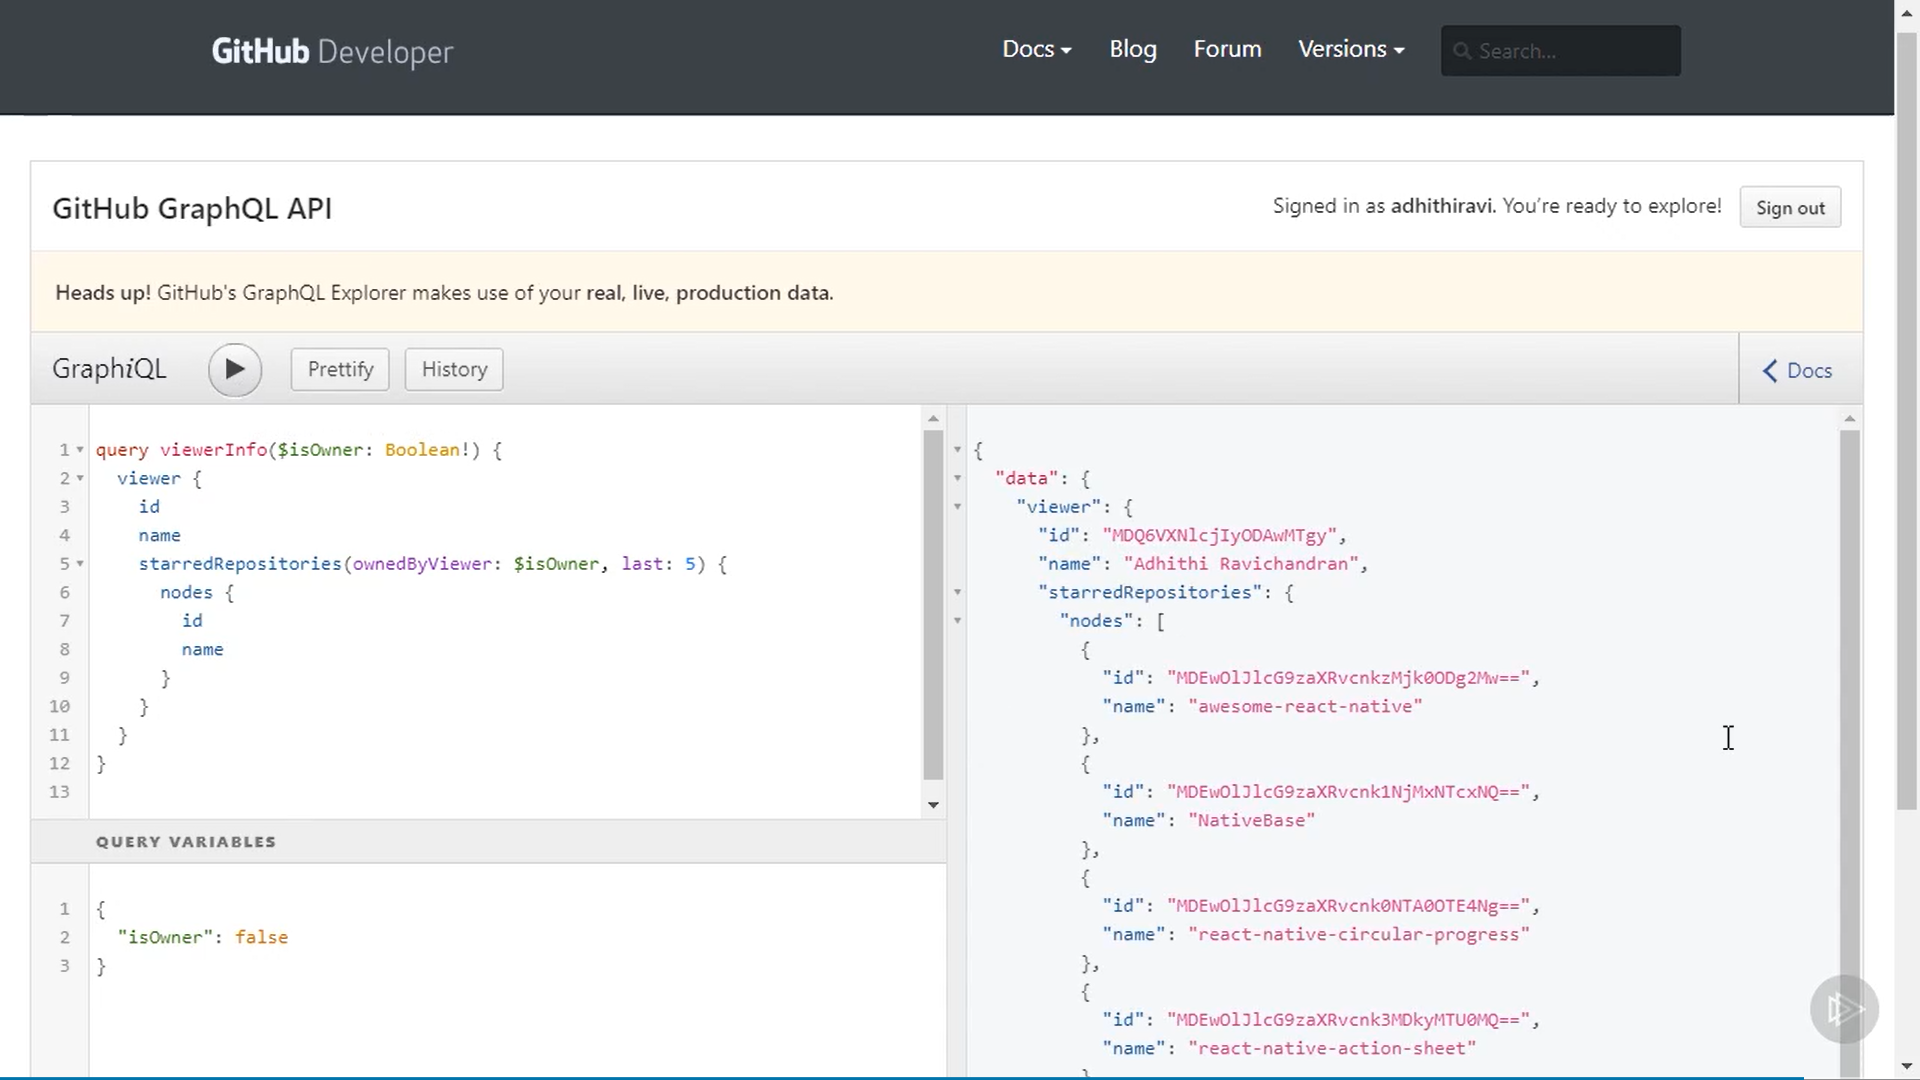 GitHub Developer
Docs Blog Forum Versions Search...
GitHub GraphQL API
Signed in as adhithiravi. You're ready to explore! Sign out
Heads up! GitHub's GraphQL Explorer makes use of your real, live, production data.
GraphiQL Prettify History Docs
1 query viewerInfo($isOwner: Boolean!) {
2 viewer {
3 id
4 name
5 starredRepositories(ownedByViewer: $isOwner, last: 5) {
6 nodes {
7 id
8 name
9 }
10 }
11 }
12 }
13
QUERY VARIABLES
1 {
2 "isOwner": false
3 }
{
"data": {
"viewer": {
"id": "MDQ6VXNlcjIyODAwMTgy",
"name": "Adhithi Ravichandran",
"starredRepositories": {
"nodes": [
{
"id": "MDEwOlJlcG9zaXRvcnkzMjk0ODg2Mw==",
"name": "awesome-react-native"
},
{
"id": "MDEwOlJlcG9zaXRvcnk1NjMxNTcxNQ==",
"name": "NativeBase"
},
{
"id": "MDEwOlJlcG9zaXRvcnk0NTA0OTE4Ng==",
"name": "react-native-circular-progress"
},
{
"id": "MDEwOlJlcG9zaXRvcnk3MDkyMTU0MQ==",
"name": "react-native-action-sheet"
}